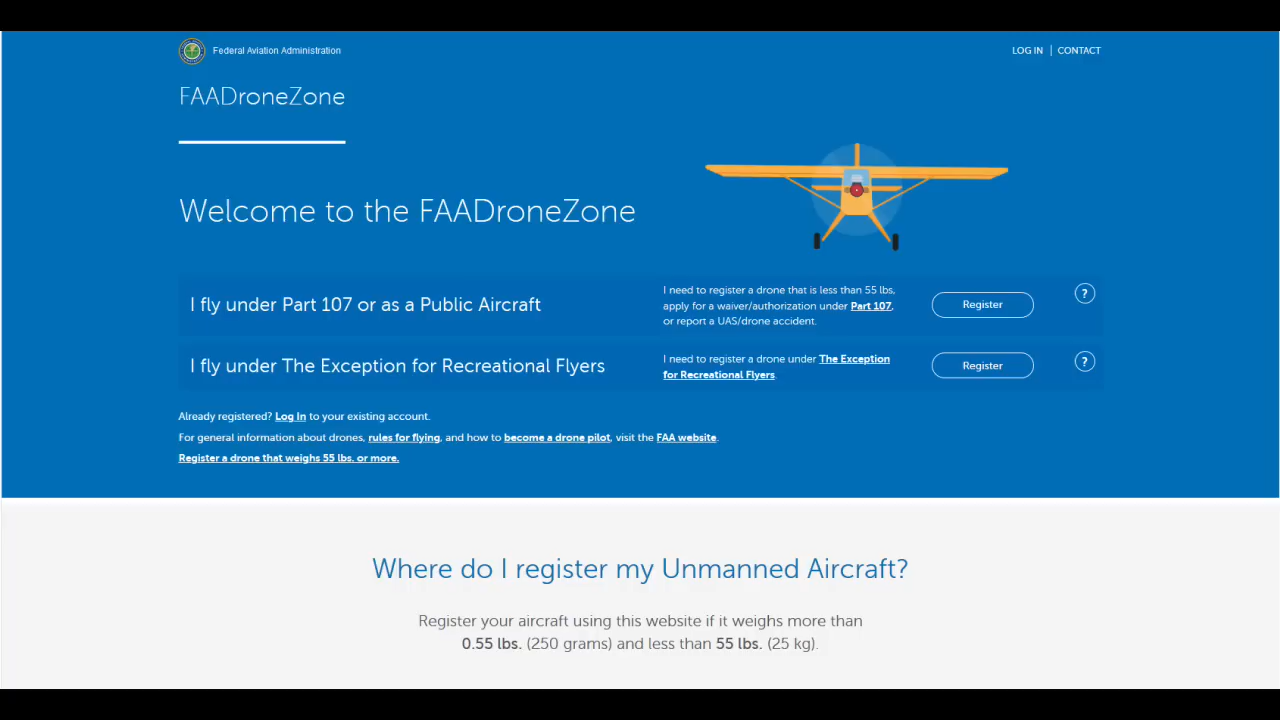 Federal Aviation Administration
LOG IN | CONTACT
FAADroneZone
Welcome to the FAADroneZone
I fly under Part 107 or as a Public Aircraft
I need to register a drone that is less than 55 lbs,
apply for a waiver/authorization under Part 107,
or report a UAS/drone accident.
Register
?
I fly under The Exception for Recreational Flyers
I need to register a drone under The Exception
for Recreational Flyers.
Register
?
Already registered? Log In to your existing account.
For general information about drones, rules for flying, and how to become a drone pilot, visit the FAA website.
Register a drone that weighs 55 lbs. or more.
Where do I register my Unmanned Aircraft?
Register your aircraft using this website if it weighs more than
0.55 lbs. (250 grams) and less than 55 lbs. (25 kg).